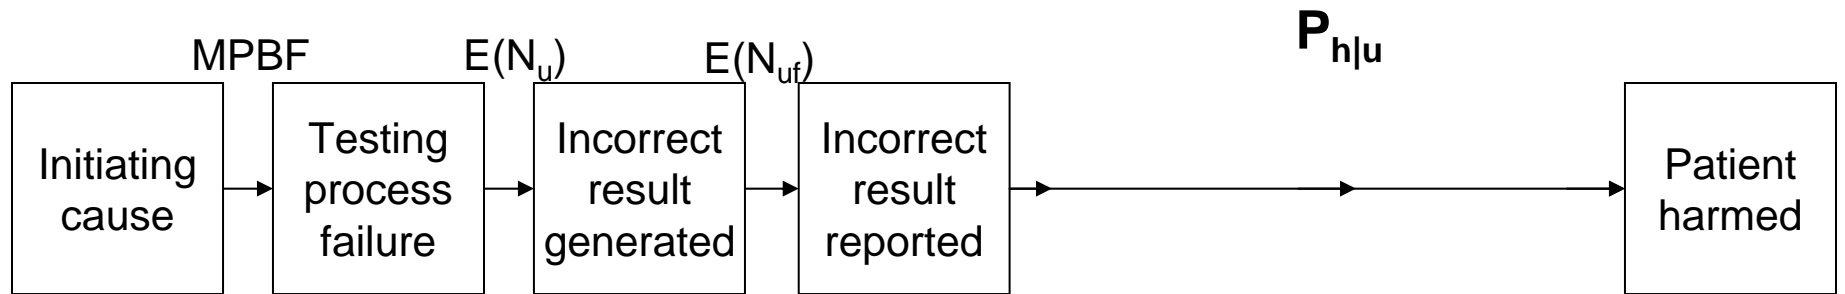 MPBF
E(Nu)
E(Nuf)
Ph|u
Initiating
cause
Testing
process
failure
Incorrect
result
generated
Incorrect
result
reported
Patient
harmed